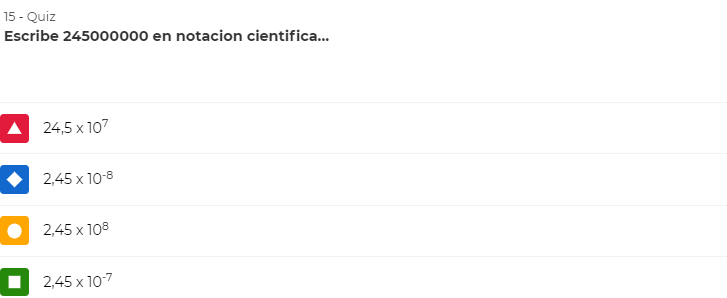 15 - Quiz
Escribe 245000000 en notacion cientifica...
24,5 x 10⁷
2,45 x 10⁻⁸
2,45 x 10⁸
2,45 x 10⁻⁷